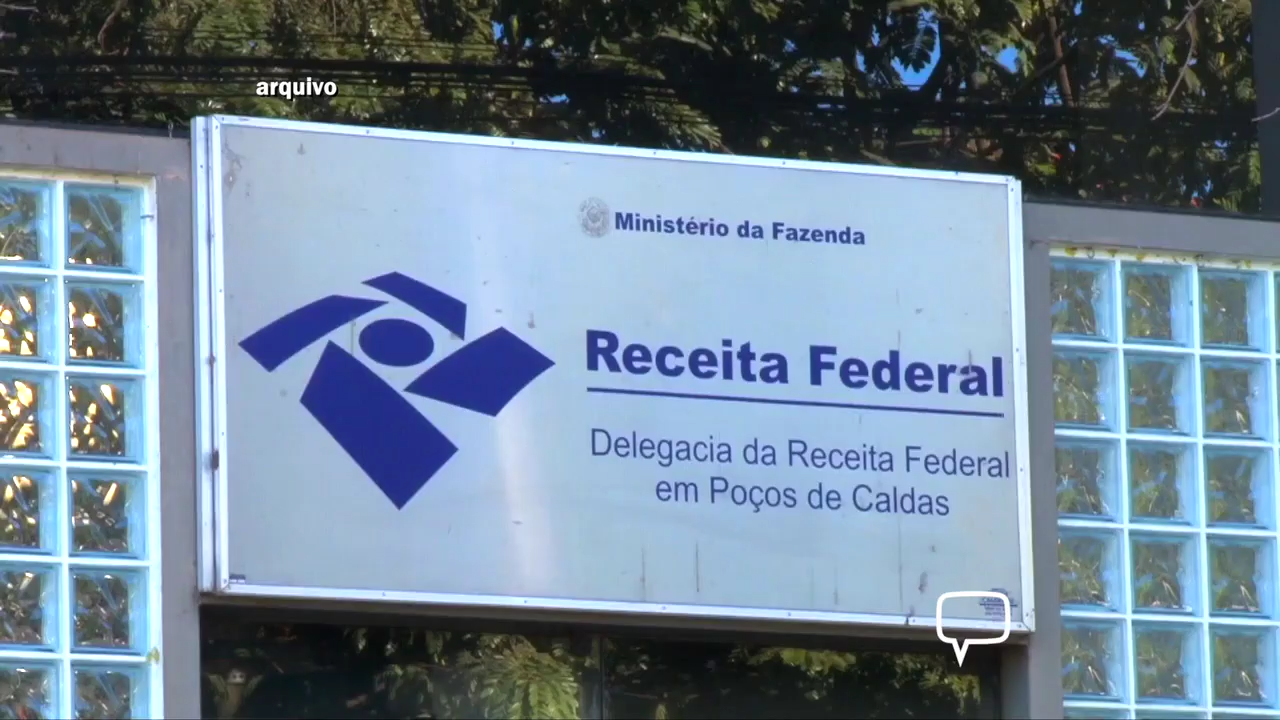 arquivo
Ministério da Fazenda
Receita Federal
Delegacia da Receita Federal
em Poços de Caldas